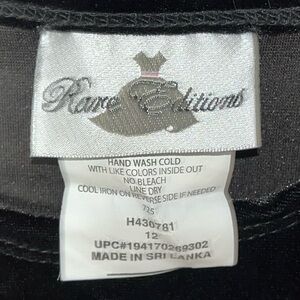 Rare Editions
HAND WASH COLD
WITH LIKE COLORS INSIDE OUT
NO BLEACH
LINE DRY
COOL IRON ON REVERSE SIDE IF NEEDED
725
H436781
12
UPC#194170269302
MADE IN SRI LANKA